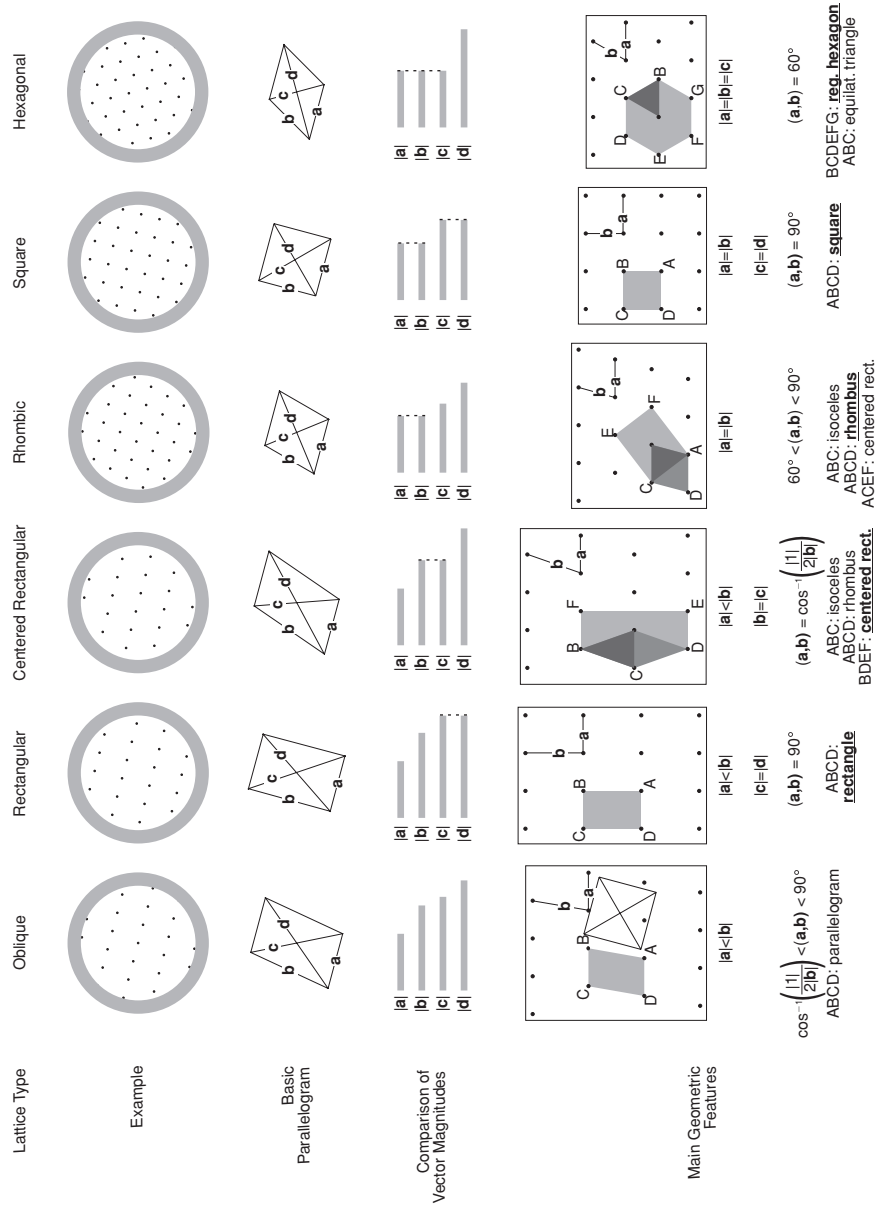 Lattice Type
Oblique
Rectangular
Centered Rectangular
Rhombic
Square
Hexagonal
Example
Basic
Parallelogram
b c d
a
b c d
a
b c d
a
b c d
a
b c d
a
b c d
a
Comparison of
Vector Magnitudes
|a|
|b|
|c|
|d|
|a|
|b|
|c|
|d|
|a|
|b|
|c|
|d|
|a|
|b|
|c|
|d|
|a|
|b|
|c|
|d|
|a|
|b|
|c|
|d|
Main Geometric
Features
b
a
C B
D A
|a|<|b|
cos⁻¹(|1|/2|b|) <(a,b) < 90°
ABCD: parallelogram
b
a
C B
D A
|a|<|b|
|c|=|d|
(a,b) = 90°
ABCD:
rectangle
b
a
B F
C
D E
|a|<|b|
|b|=|c|
(a,b) = cos⁻¹(|1|/2|b|)
ABC: isoceles
ABCD: rhombus
BDEF: centered rect.
b
a
E
C F
D A
|a|=|b|
60° <(a,b) < 90°
ABC: isoceles
ABCD: rhombus
ACEF: centered rect.
b
a
C B
D A
|a|=|b|
|c|=|d|
(a,b) = 90°
ABCD: square
b
a
D C
E B
F G
|a|=|b|=|c|
(a,b) = 60°
BCDEFG: reg. hexagon
ABC: equilat. triangle